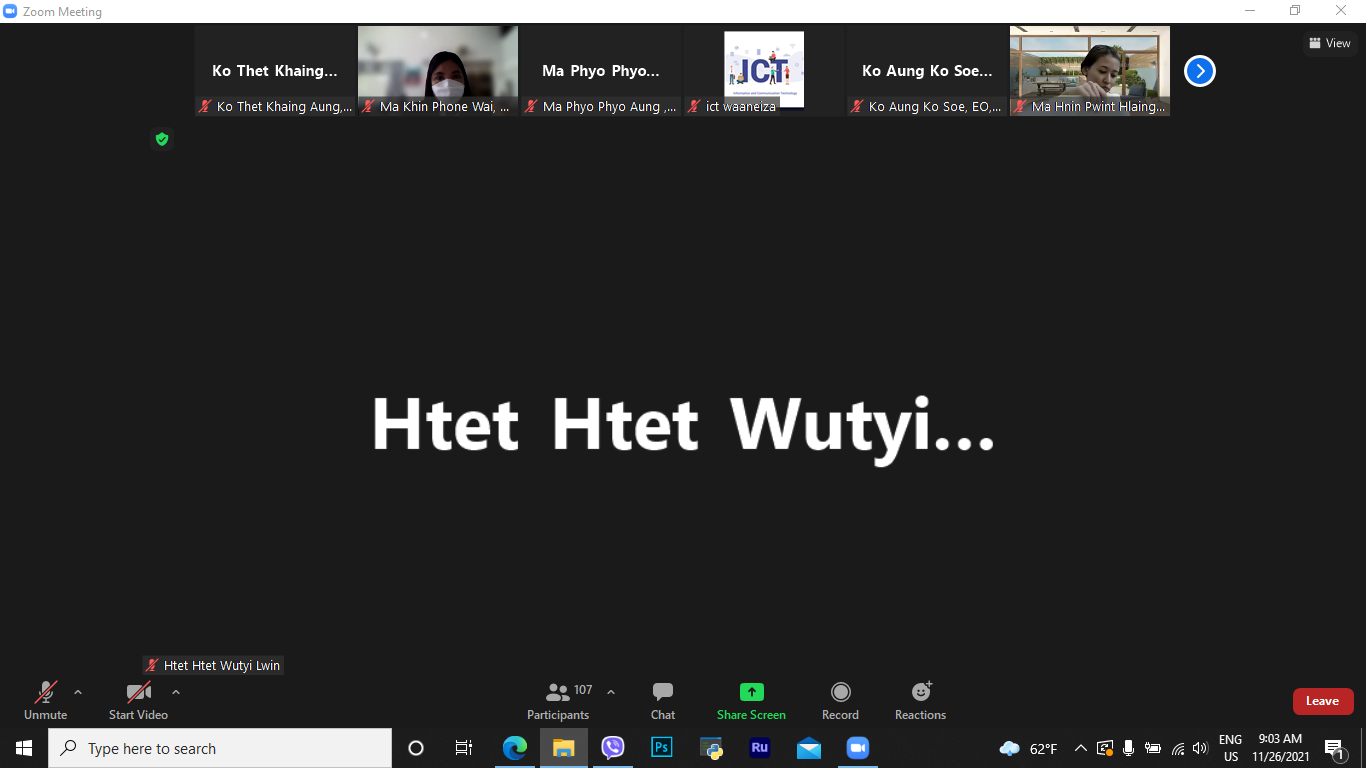 Zoom Meeting
View
Ko Thet Khaing...
Ma Phyo Phyo...
ICT
Information and Communication Technology
Ko Aung Ko Soe...
Ko Thet Khaing Aung,...
Ma Khin Phone Wai, ...
Ma Phyo Phyo Aung ,...
ict waaneiza
Ko Aung Ko Soe, EO,...
Ma Hnin Pwint Hlaing...
Htet Htet Wutyi...
Htet Htet Wutyi Lwin
Unmute
Start Video
107
Participants
Chat
Share Screen
Record
Reactions
Leave
Type here to search
Ps
Ru
62°F
ENG
US
9:03 AM
11/26/2021
1